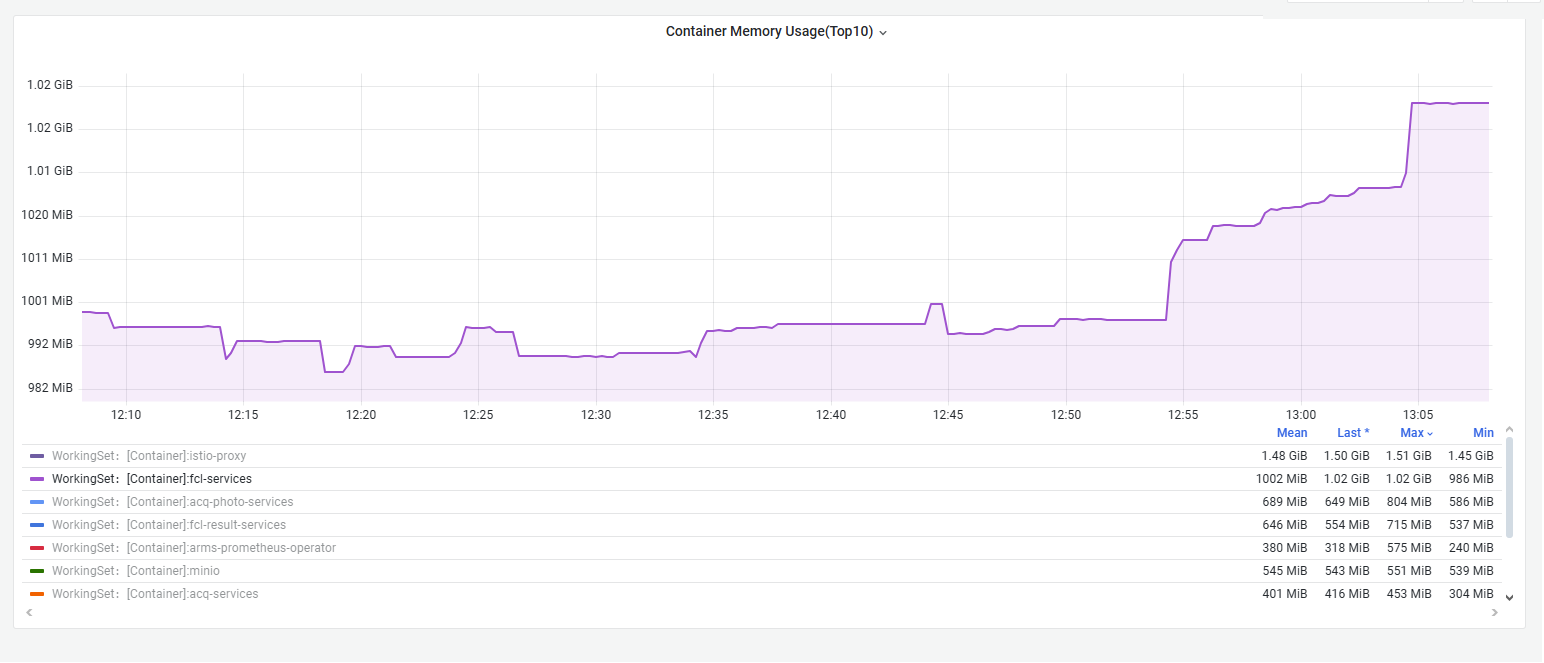 Container Memory Usage(Top10)
1.02 GiB
1.02 GiB
1.01 GiB
1020 MiB
1011 MiB
1001 MiB
992 MiB
982 MiB
12:10 12:15 12:20 12:25 12:30 12:35 12:40 12:45 12:50 12:55 13:00 13:05
Mean Last * Max Min
WorkingSet: [Container]:istio-proxy 1.48 GiB 1.50 GiB 1.51 GiB 1.45 GiB
WorkingSet: [Container]:fcl-services 1002 MiB 1.02 GiB 1.02 GiB 986 MiB
WorkingSet: [Container]:acq-photo-services 689 MiB 649 MiB 804 MiB 586 MiB
WorkingSet: [Container]:fcl-result-services 646 MiB 554 MiB 715 MiB 537 MiB
WorkingSet: [Container]:arms-prometheus-operator 380 MiB 318 MiB 575 MiB 240 MiB
WorkingSet: [Container]:minio 545 MiB 543 MiB 551 MiB 539 MiB
WorkingSet: [Container]:acq-services 401 MiB 416 MiB 453 MiB 304 MiB